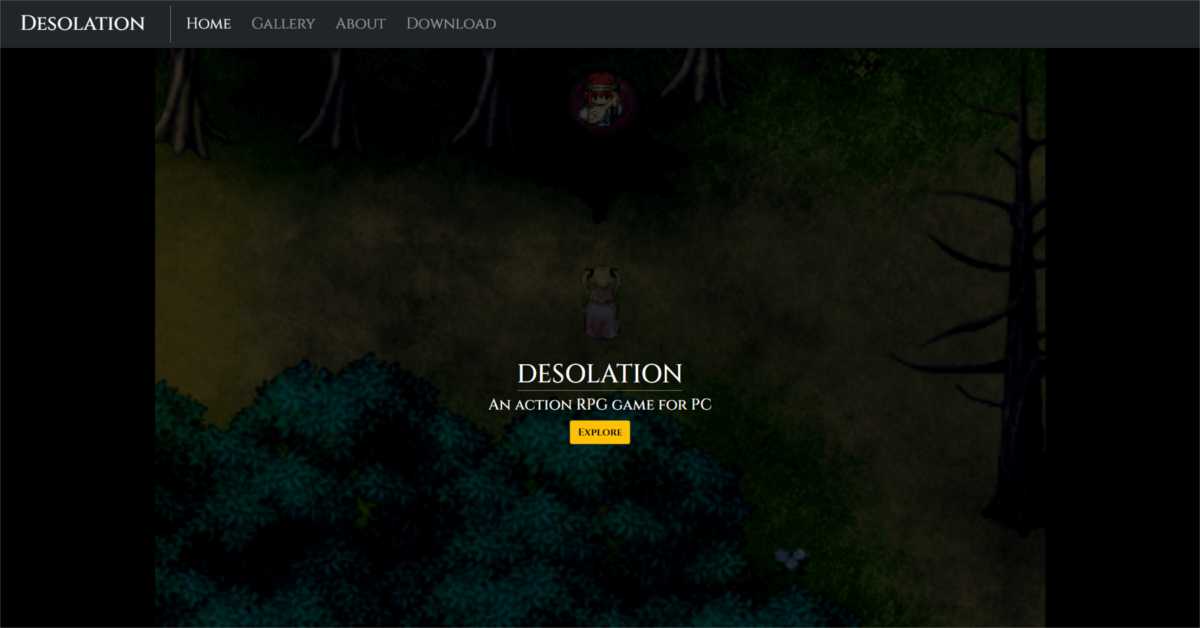 Desolation
Home Gallery About Download
DESOLATION
An action RPG game for PC
Explore